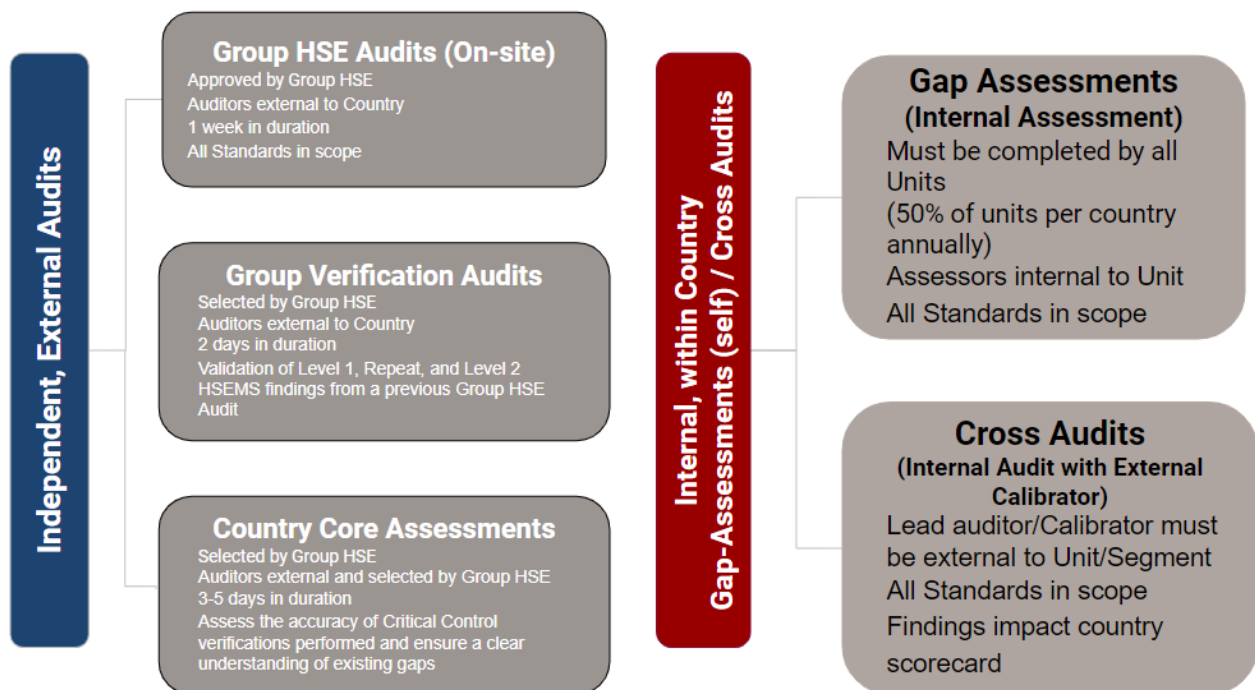 Independent, External Audits
Group HSE Audits (On-site)
Approved by Group HSE
Auditors external to Country
1 week in duration
All Standards in scope
Group Verification Audits
Selected by Group HSE
Auditors external to Country
2 days in duration
Validation of Level 1, Repeat, and Level 2
HSEMS findings from a previous Group HSE
Audit
Country Core Assessments
Selected by Group HSE
Auditors external and selected by Group HSE
3-5 days in duration
Assess the accuracy of Critical Control
verifications performed and ensure a clear
understanding of existing gaps
Internal, within Country
Gap-Assessments (self) / Cross Audits
Gap Assessments
(Internal Assessment)
Must be completed by all
Units
(50% of units per country
annually)
Assessors internal to Unit
All Standards in scope
Cross Audits
(Internal Audit with External
Calibrator)
Lead auditor/Calibrator must
be external to Unit/Segment
All Standards in scope
Findings impact country
scorecard